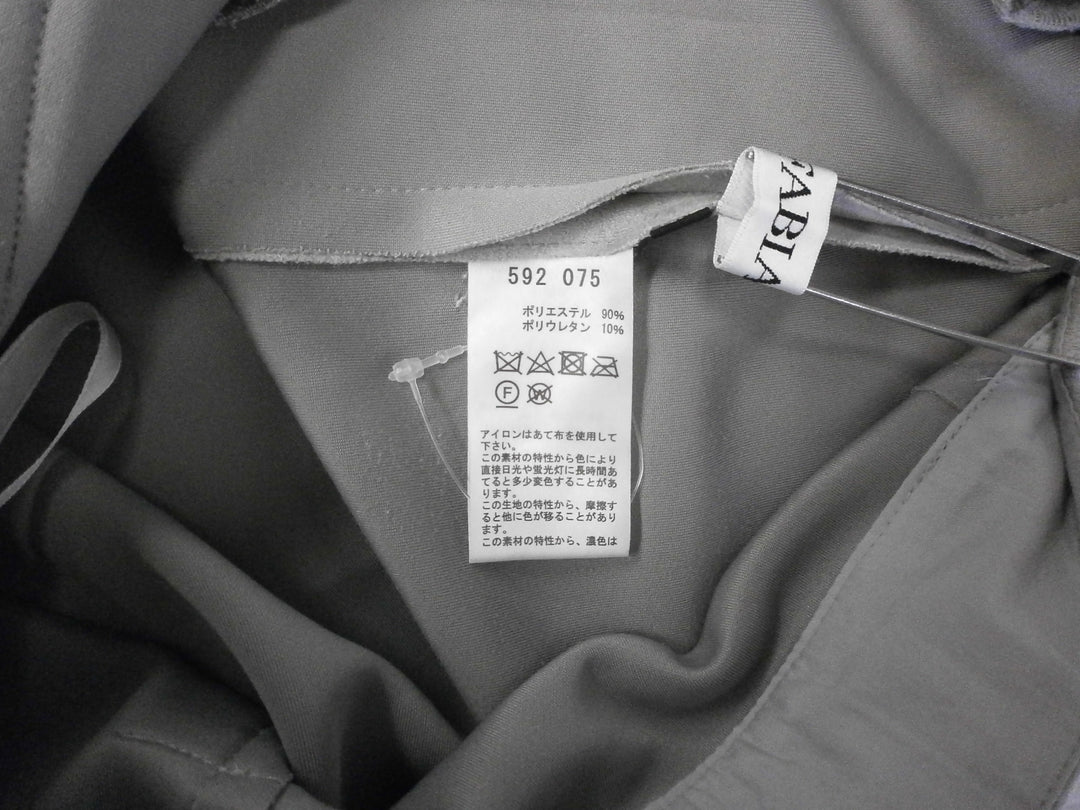 592 075
ポリエステル 90%
ポリウレタン 10%
F
W
アイロンはあて布を使用して
下さい。
この素材の特性から色により
直接日光や蛍光灯に長時間あ
てると多少変色することがあ
ります。
この生地の特性から、摩擦す
ると他に色が移ることがあり
ます。
この素材の特性から、濃色は
GABIA